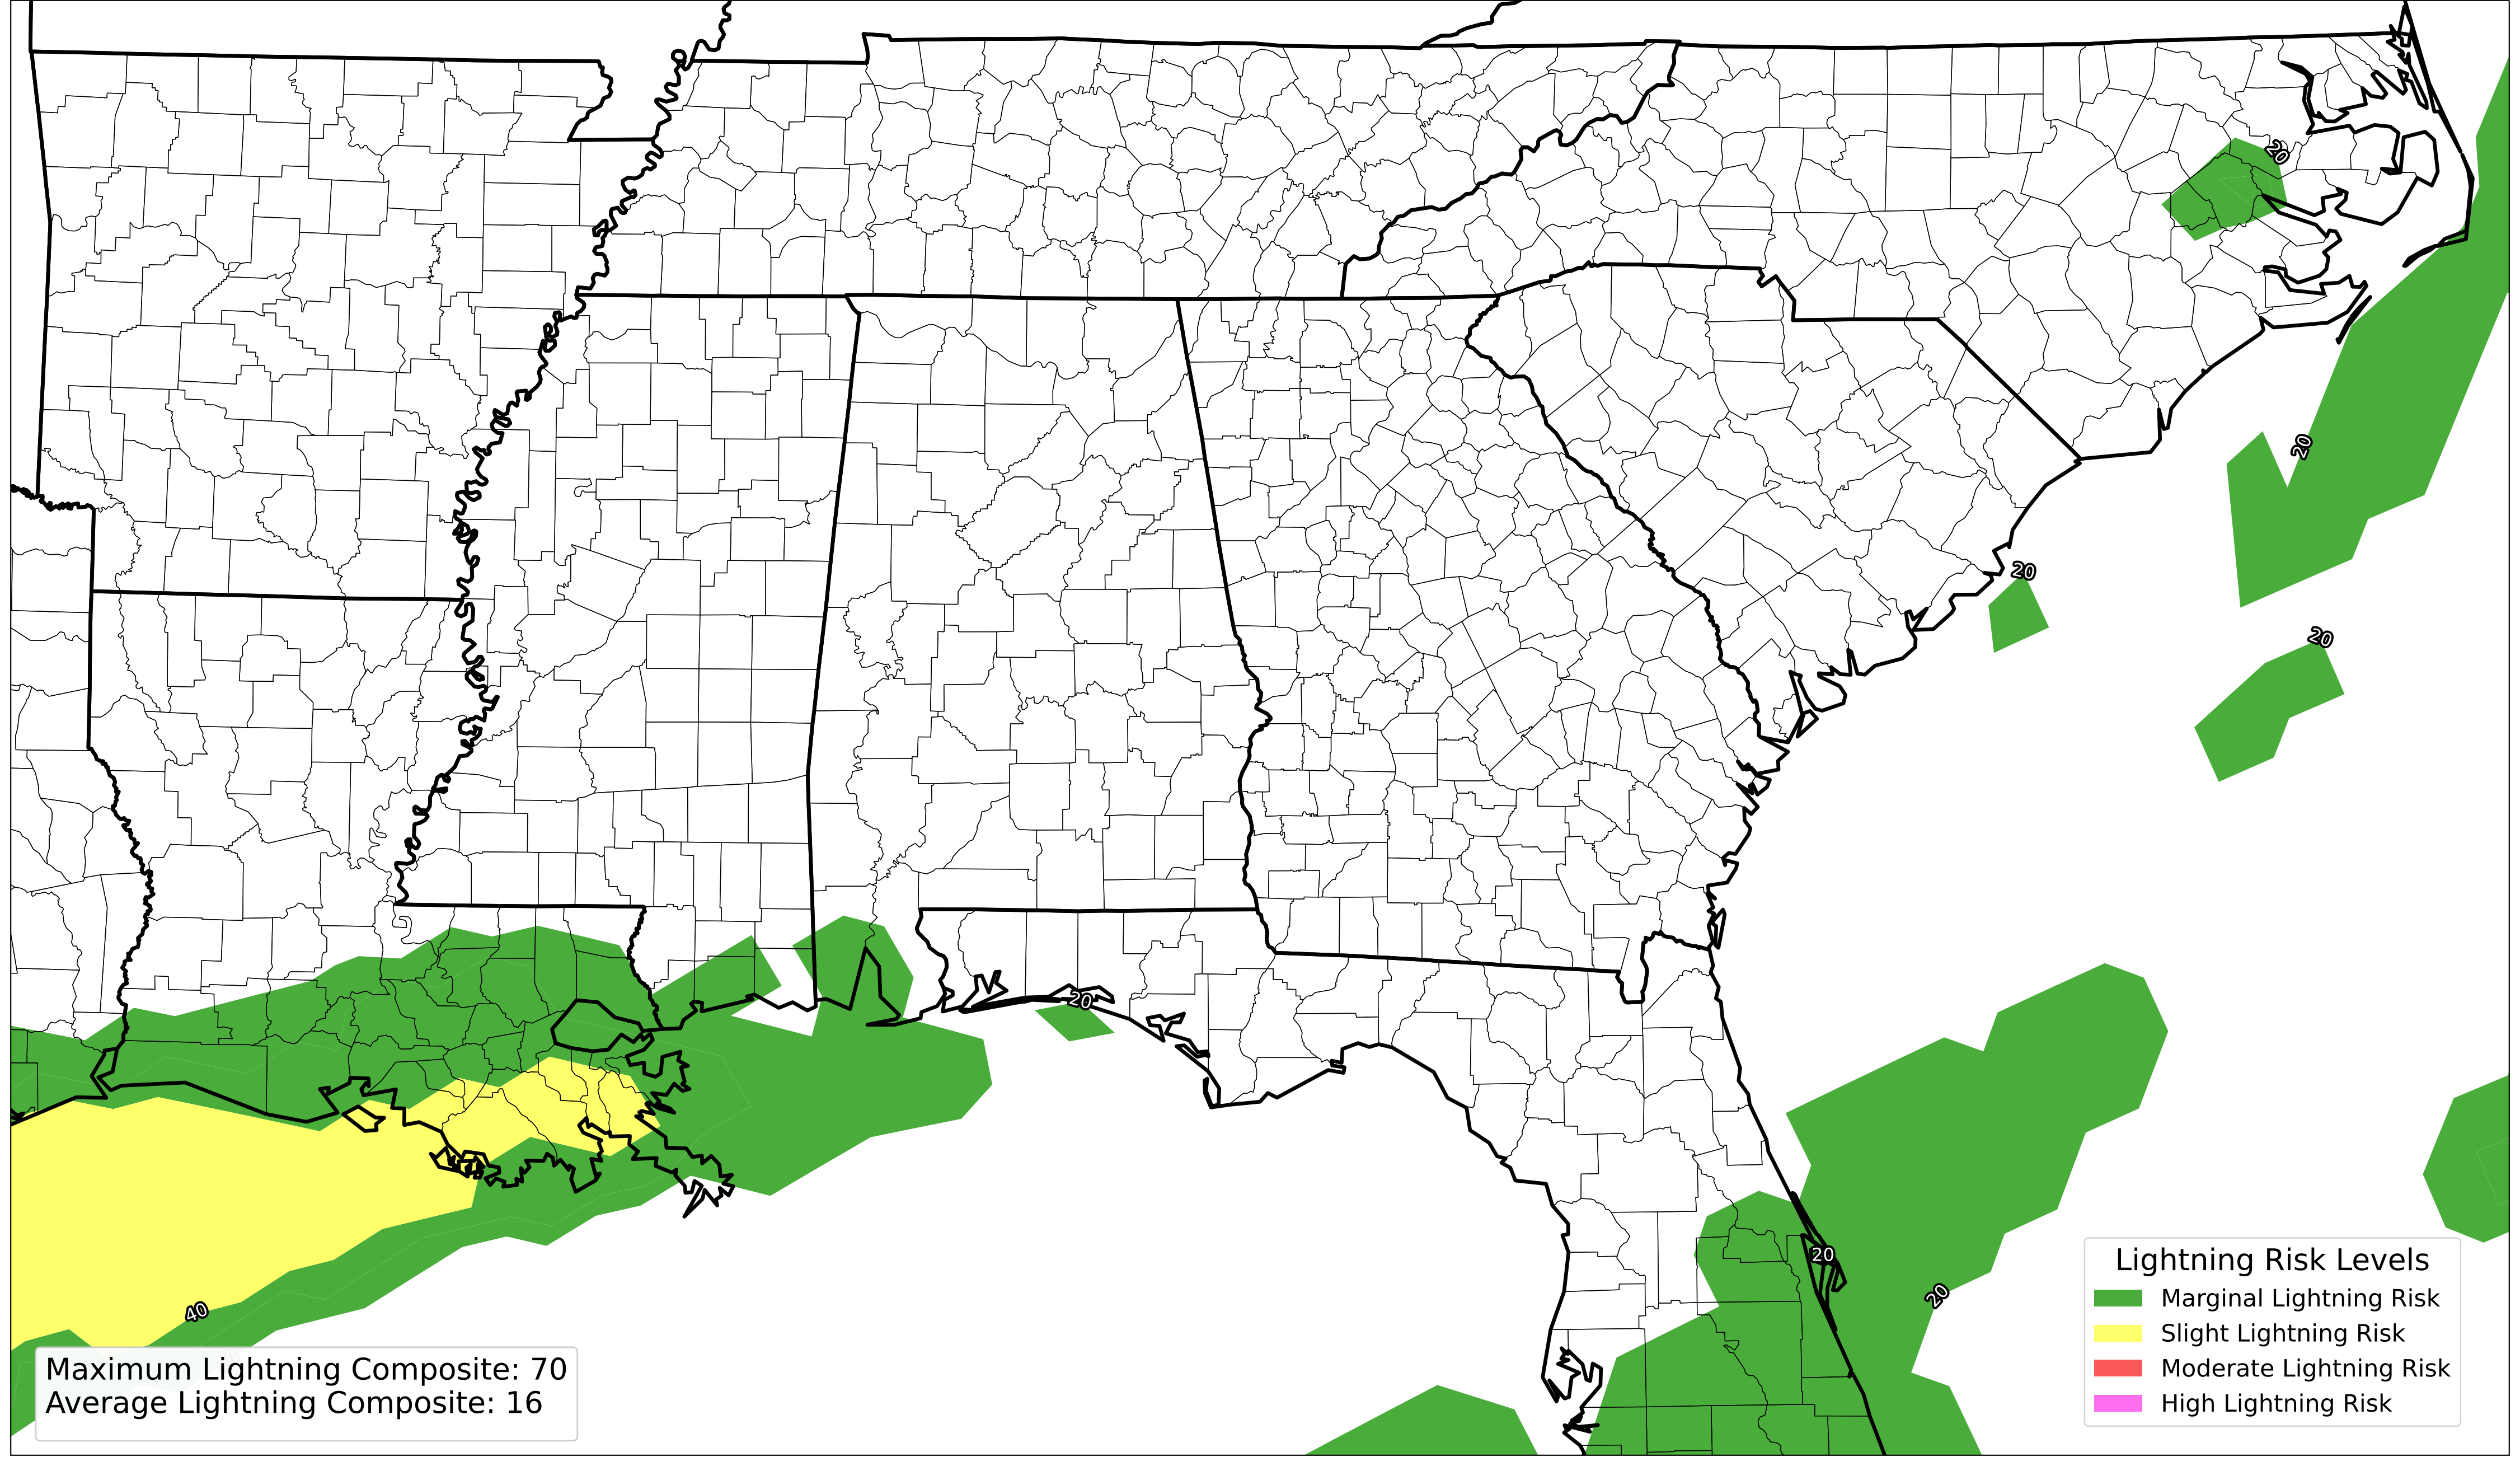 20
20
20
20
20
20
20
40
Maximum Lightning Composite: 70
Average Lightning Composite: 16
Lightning Risk Levels
Marginal Lightning Risk
Slight Lightning Risk
Moderate Lightning Risk
High Lightning Risk